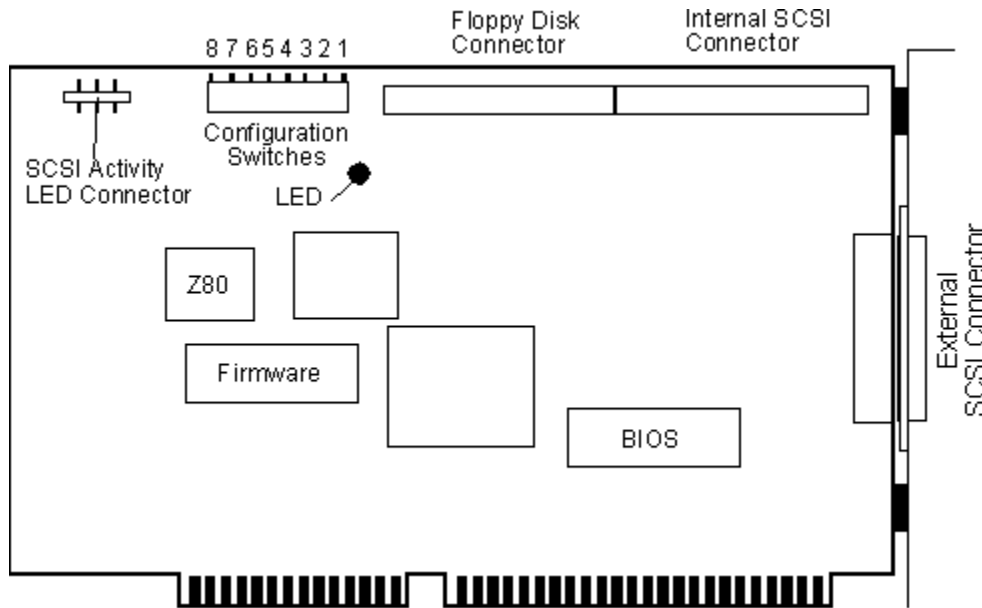 Floppy Disk
Connector
Internal SCSI
Connector
8 7 6 5 4 3 2 1
Configuration
Switches
SCSI Activity
LED Connector
LED
Z80
Firmware
BIOS
External
SCSI Connector